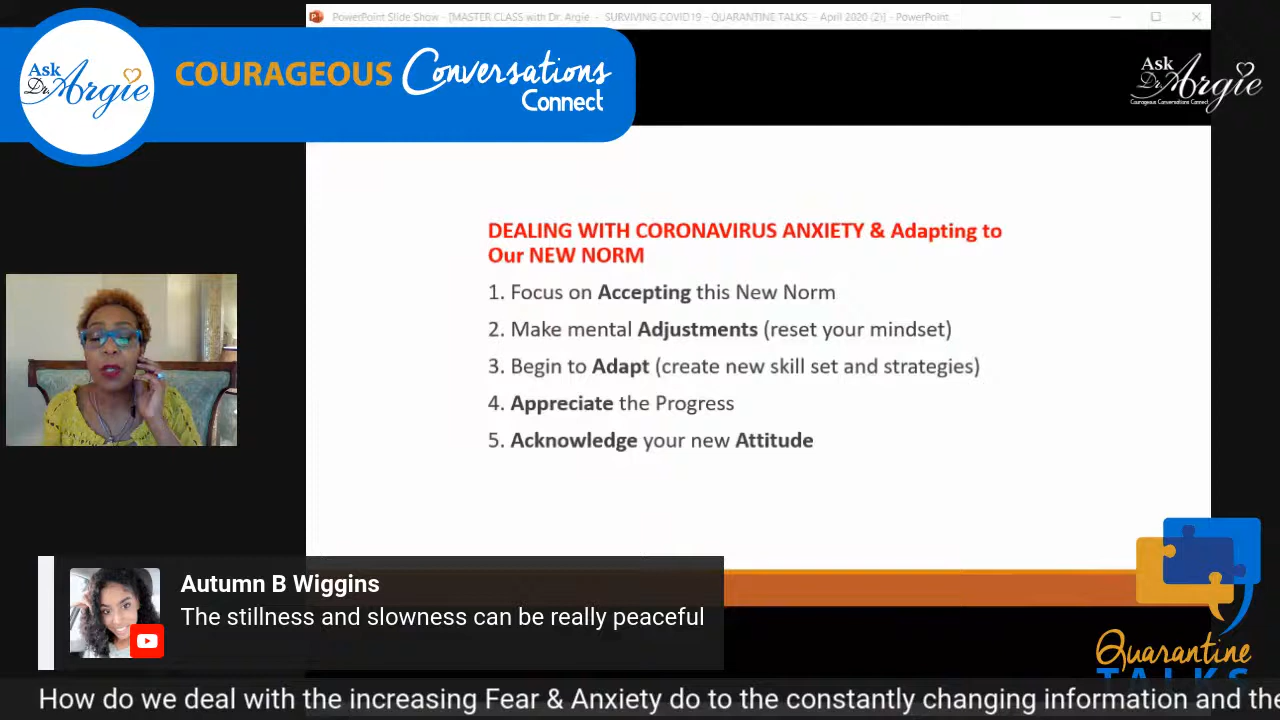 PowerPoint Slide Show - [MASTER CLASS with Dr. Argie - SURVIVING COVID19 - QUARANTINE TALKS - April 2020 (2)] - PowerPoint
Ask
Dr. Argie
COURAGEOUS Conversations
Connect
Ask
Dr. Argie
Courageous Conversations Connect
DEALING WITH CORONAVIRUS ANXIETY & Adapting to
Our NEW NORM
1. Focus on Accepting this New Norm
2. Make mental Adjustments (reset your mindset)
3. Begin to Adapt (create new skill set and strategies)
4. Appreciate the Progress
5. Acknowledge your new Attitude
Autumn B Wiggins
The stillness and slowness can be really peaceful
Quarantine
TALKS
How do we deal with the increasing Fear & Anxiety do to the constantly changing information and the